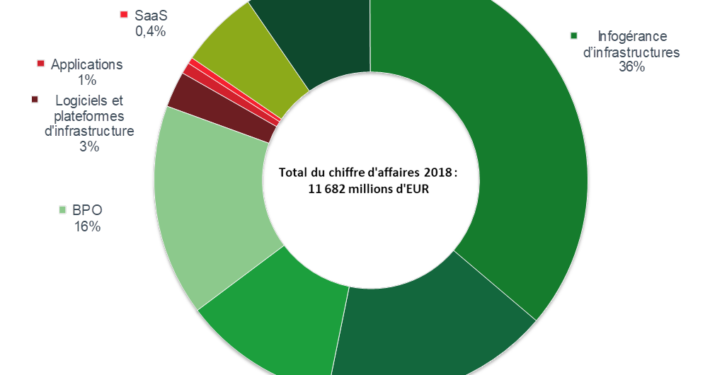 SaaS
0,4%
Applications
1%
Logiciels et
plateformes
d'infrastructure
3%
BPO
16%
Total du chiffre d'affaires 2018 :
11 682 millions d'EUR
Infogérance
d'infrastructures
36%